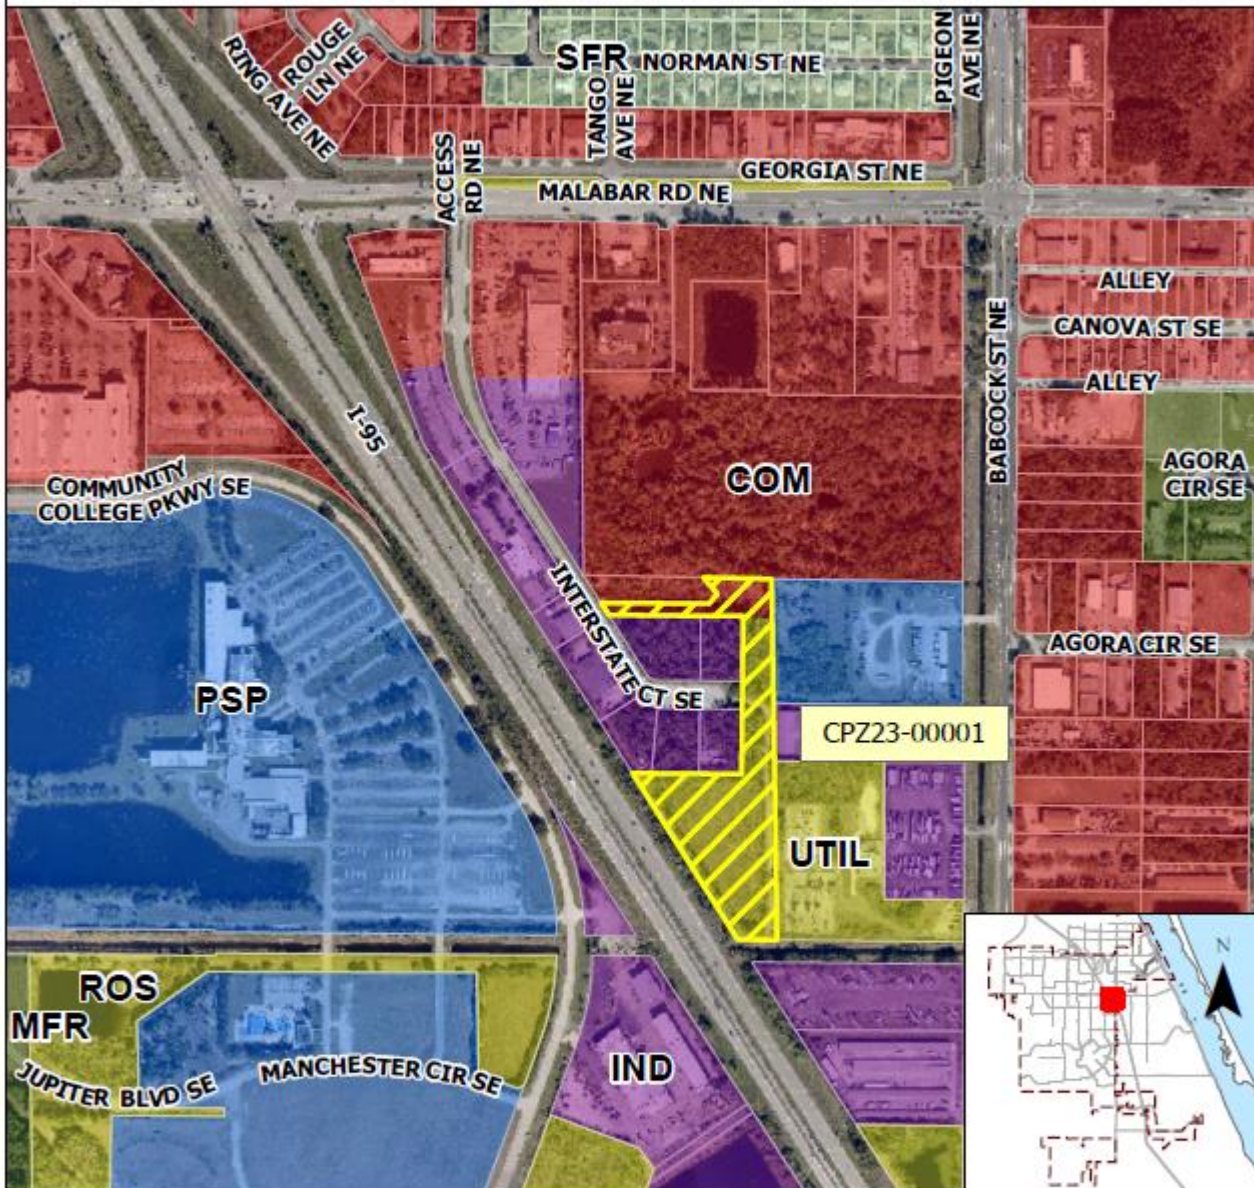 SFR
NORMAN ST NE
PIGEON
AVE NE
ROUGE
LN NE
RING AVE NE
TANGO
AVE NE
ACCESS
RD NE
GEORGIA ST NE
MALABAR RD NE
ALLEY
CANOVA ST SE
ALLEY
BABCOCK ST NE
I-95
COM
AGORA
CIR SE
COMMUNITY
COLLEGE PKWY SE
INTERSTATE CT SE
AGORA CIR SE
PSP
CPZ23-00001
UTIL
ROS
MFR
JUPITER BLVD SE
MANCHESTER CIR SE
IND
N